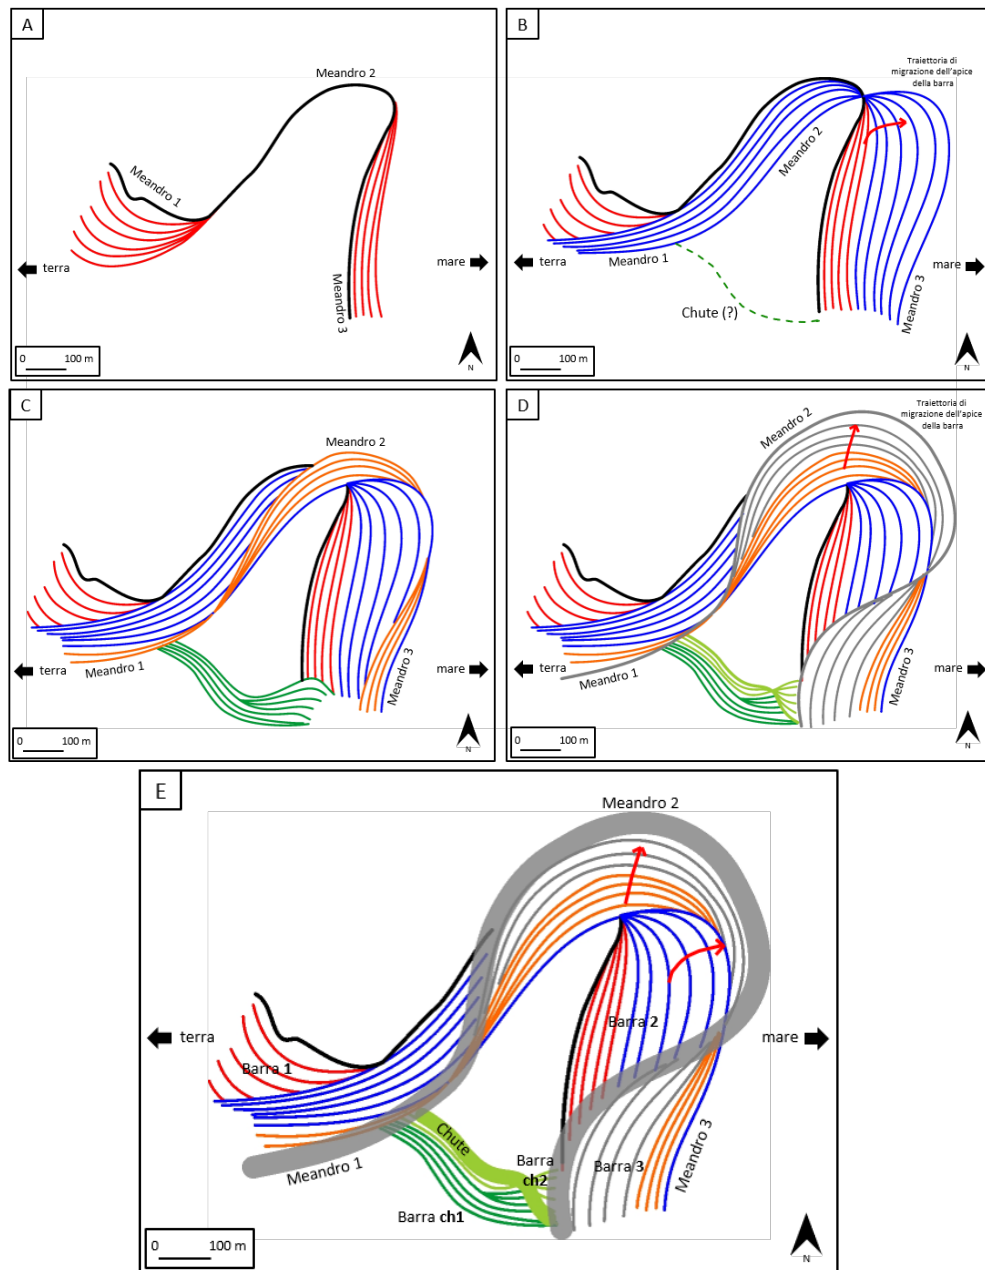 A
Meandro 2
Meandro 1
terra
mare
Meandro 3
0 100 m
N
B
Traiettoria di
migrazione dell'apice
della barra
Meandro 2
terra
Meandro 1
mare
Chute (?)
Meandro 3
0 100 m
N
C
Meandro 2
terra
Meandro 1
mare
Meandro 3
0 100 m
N
D
Traiettoria di
migrazione dell'apice
della barra
Meandro 2
terra
Meandro 1
mare
Meandro 3
0 100 m
N
E
Meandro 2
Barra 2
terra
mare
Barra 1
Chute
Meandro 1
Barra
ch2
Barra 3
Meandro 3
Barra ch1
0 100 m
N